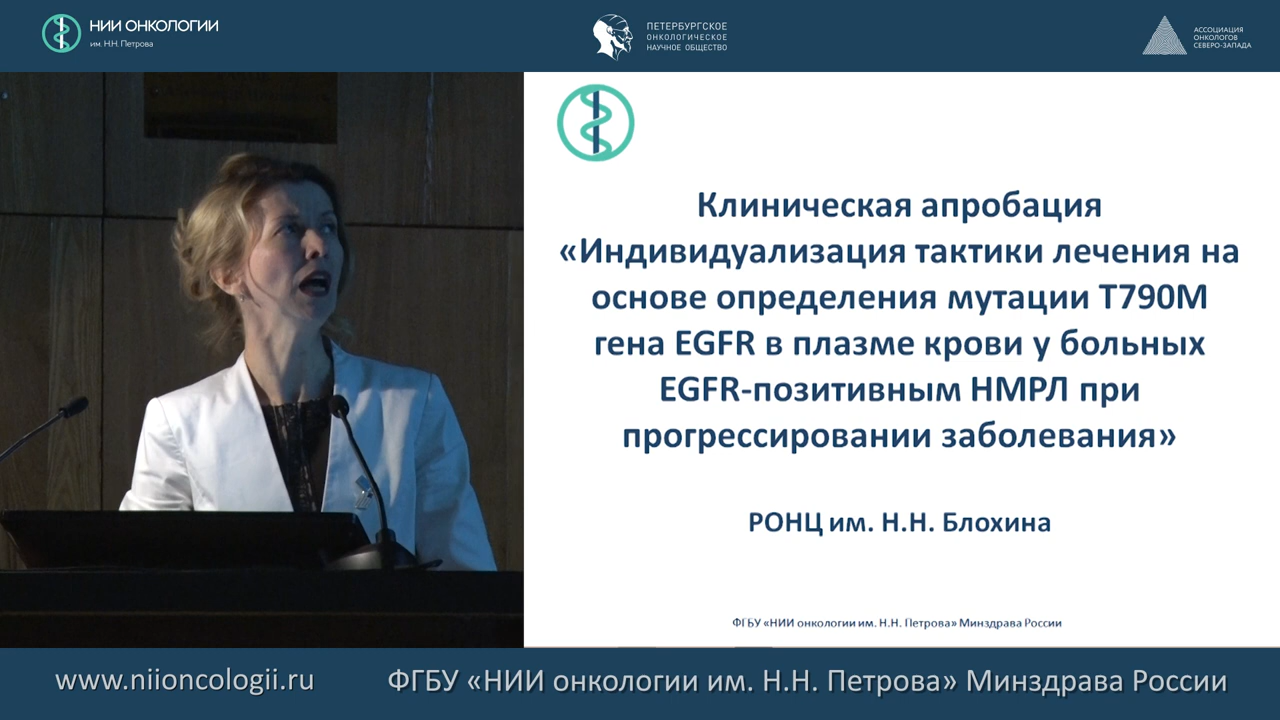 НИИ ОНКОЛОГИИ
им. Н.Н. Петрова
ПЕТЕРБУРГСКОЕ
ОНКОЛОГИЧЕСКОЕ
НАУЧНОЕ ОБЩЕСТВО
АССОЦИАЦИЯ
ОНКОЛОГОВ
СЕВЕРО-ЗАПАДА
Клиническая апробация
«Индивидуализация тактики лечения на
основе определения мутации T790M
гена EGFR в плазме крови у больных
EGFR-позитивным НМРЛ при
прогрессировании заболевания»
РОНЦ им. Н.Н. Блохина
ФГБУ «НИИ онкологии им. Н.Н. Петрова» Минздрава России
www.niioncologii.ru
ФГБУ «НИИ онкологии им. Н.Н. Петрова» Минздрава России